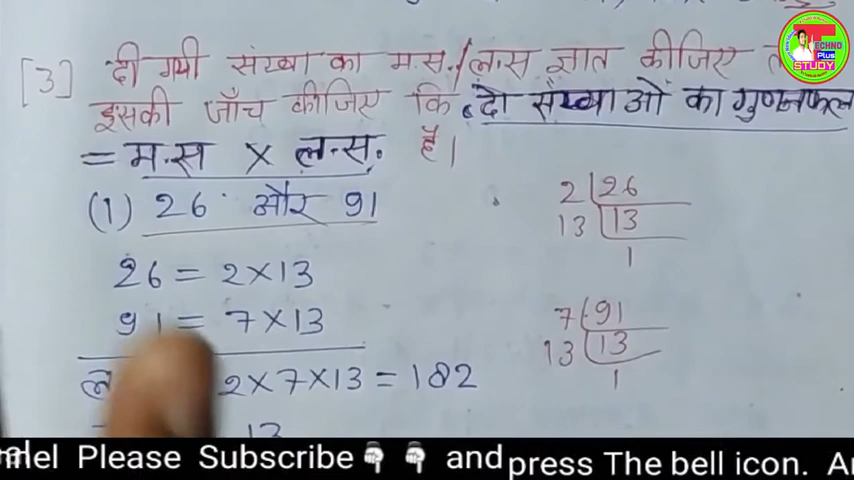 [3] दी गयी संख्या का म.स./ल.स ज्ञात कीजिए
इसकी जाँच कीजिए कि दो संख्याओं का गुणनफल
= म.स × ल.स. है।
(1) 26 और 91
26 = 2×13
91 = 7×13
2×7×13 = 182
13
2 26
13 13
1
7 91
13 13
1
TECHNO
Plus
STUDY
Please Subscribe👇 👇 and press The bell icon.